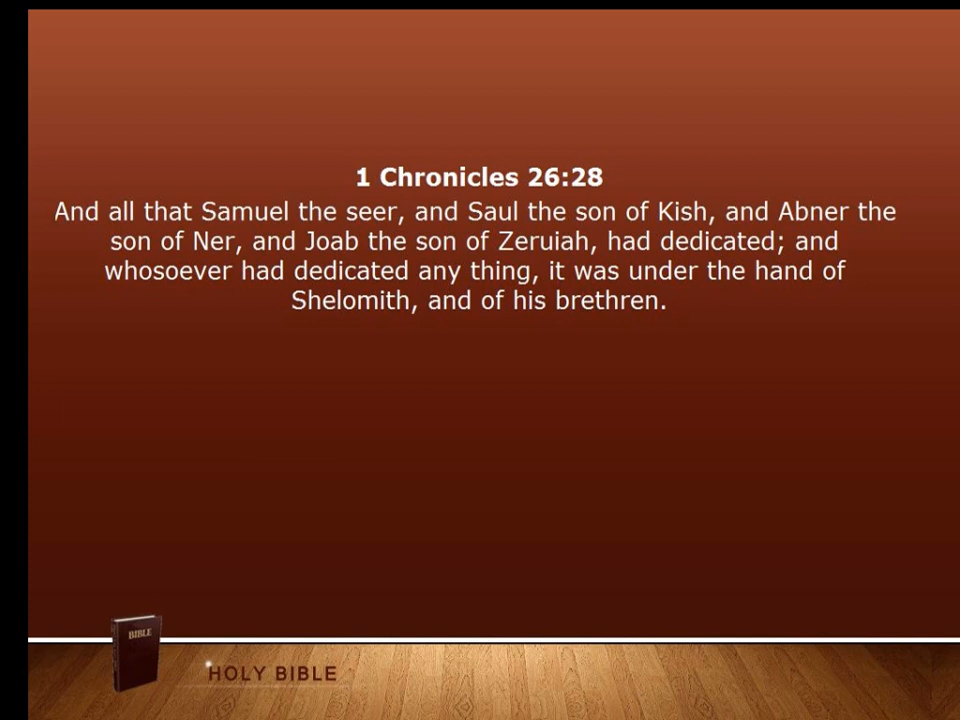 1 Chronicles 26:28
And all that Samuel the seer, and Saul the son of Kish, and Abner the
son of Ner, and Joab the son of Zeruiah, had dedicated; and
whosoever had dedicated any thing, it was under the hand of
Shelomith, and of his brethren.
BIBLE
HOLY BIBLE